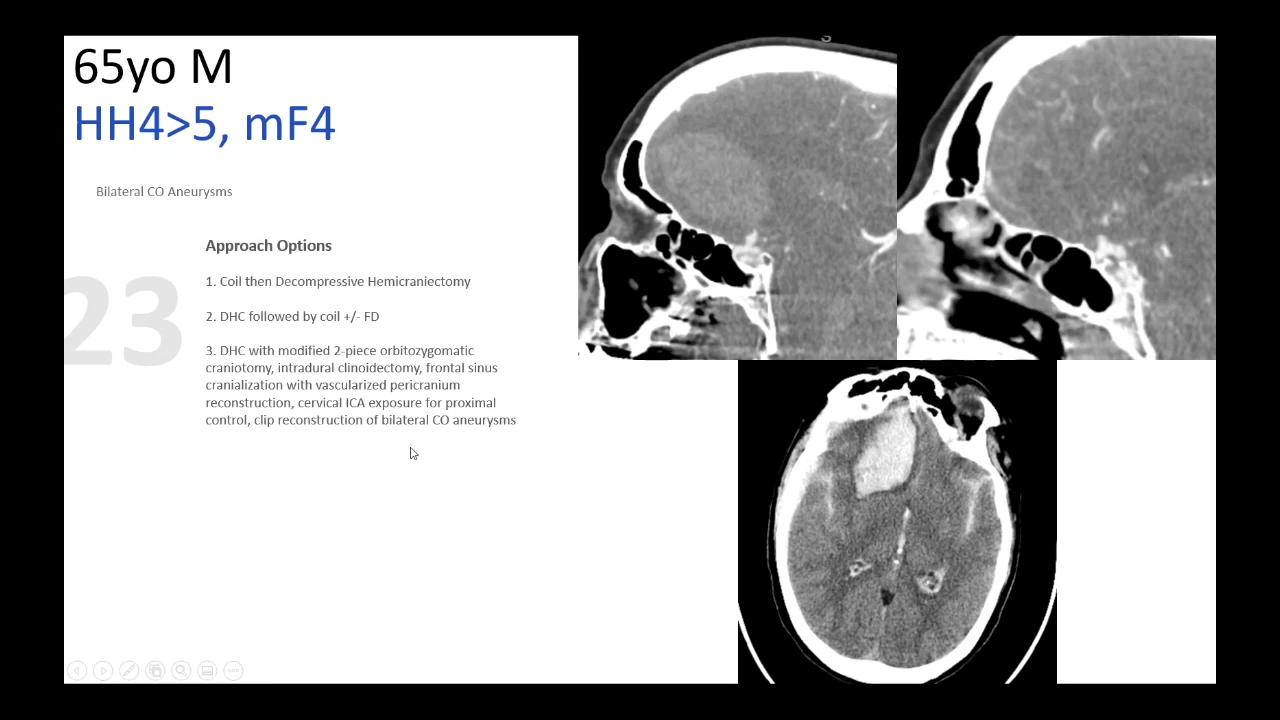 65yo M
HH4>5, mF4
Bilateral CO Aneurysms
23
Approach Options
1. Coil then Decompressive Hemicraniectomy
2. DHC followed by coil +/- FD
3. DHC with modified 2-piece orbitozygomatic
craniotomy, intradural clinoidectomy, frontal sinus
cranialization with vascularized pericranium
reconstruction, cervical ICA exposure for proximal
control, clip reconstruction of bilateral CO aneurysms